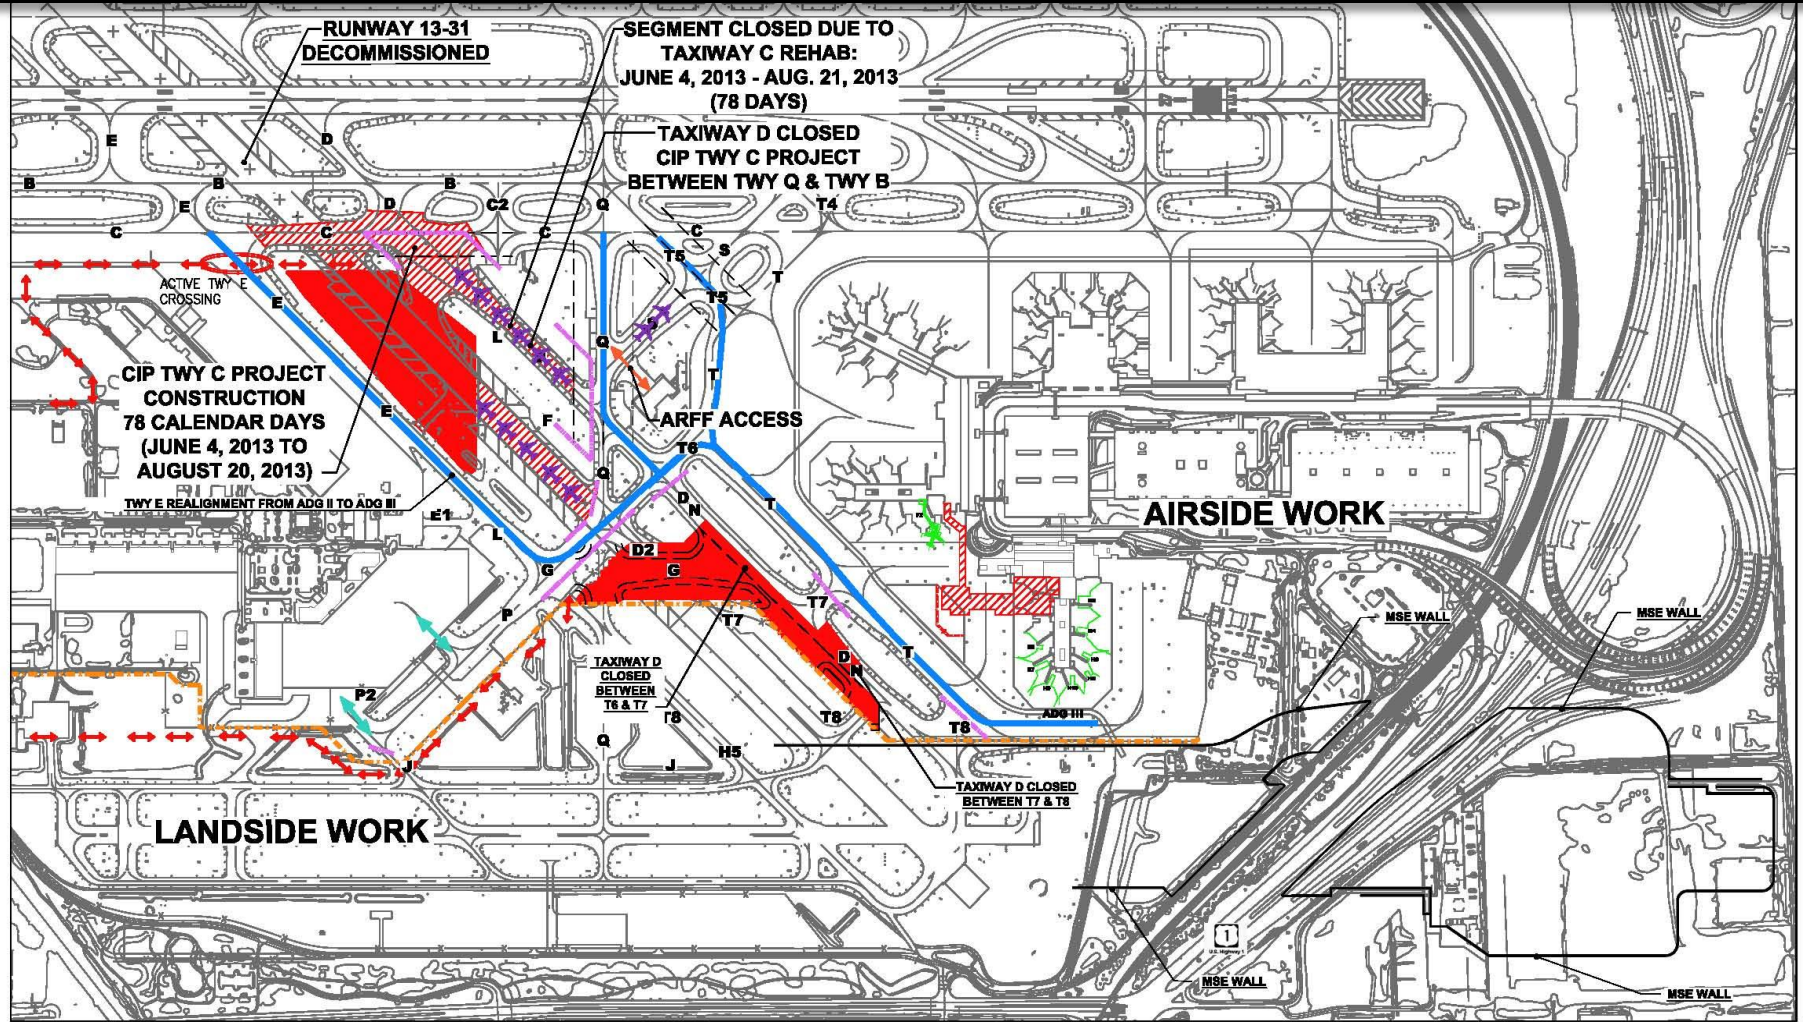 RUNWAY 13-31
DECOMMISSIONED
SEGMENT CLOSED DUE TO
TAXIWAY C REHAB:
JUNE 4, 2013 - AUG. 21, 2013
(78 DAYS)
TAXIWAY D CLOSED
CIP TWY C PROJECT
BETWEEN TWY Q & TWY B
E
D
B
B
B
E
D
C2
Q
T4
C
C
C
C
S
T5
T
ACTIVE TWY E
CROSSING
E
T5
L
Q
T
CIP TWY C PROJECT
CONSTRUCTION
78 CALENDAR DAYS
(JUNE 4, 2013 TO
AUGUST 20, 2013)
E
F
ARFF ACCESS
T6
Q
TWY E REALIGNMENT FROM ADG II TO ADG III
E1
L
D
N
T
AIRSIDE WORK
D2
G
G
P
T7
T7
MSE WALL
MSE WALL
TAXIWAY D
CLOSED
BETWEEN
T6 & T7
D
N
T
P2
T8
T8
T8
ADG III
Q
J
H5
J
TAXIWAY D CLOSED
BETWEEN T7 & T8
LANDSIDE WORK
1
U.S. Highway 1
MSE WALL
MSE WALL